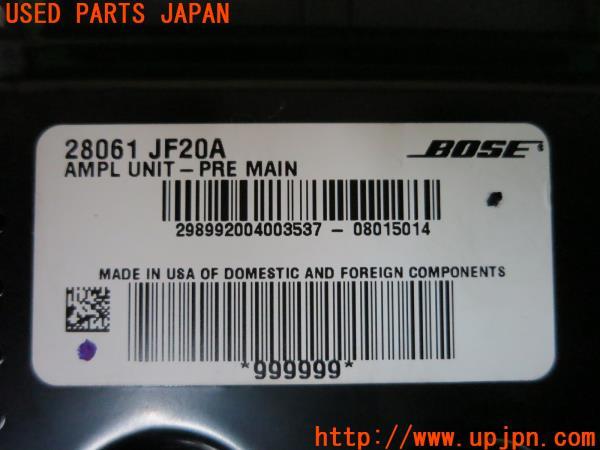 USED PARTS JAPAN
28061 JF20A
BOSE
AMPL UNIT - PRE MAIN
298992004003537 - 08015014
MADE IN USA OF DOMESTIC AND FOREIGN COMPONENTS
*999999*
http://www.upjpn.com/